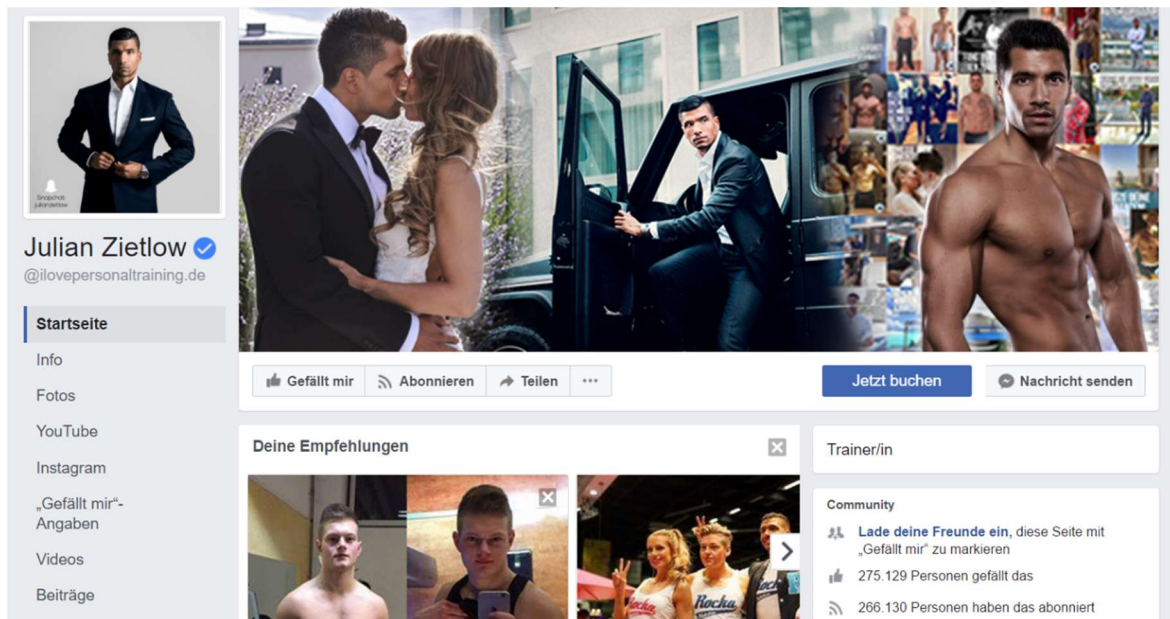 Snapchat
julianzietlow
Julian Zietlow
@ilovepersonaltraining.de
Startseite
Info
Fotos
YouTube
Instagram
„Gefällt mir“-
Angaben
Videos
Beiträge
Gefällt mir
Abonnieren
Teilen
Jetzt buchen
Nachricht senden
Deine Empfehlungen
Rocka
Rocka
Trainer/in
Community
Lade deine Freunde ein, diese Seite mit
„Gefällt mir“ zu markieren
275.129 Personen gefällt das
266.130 Personen haben das abonniert